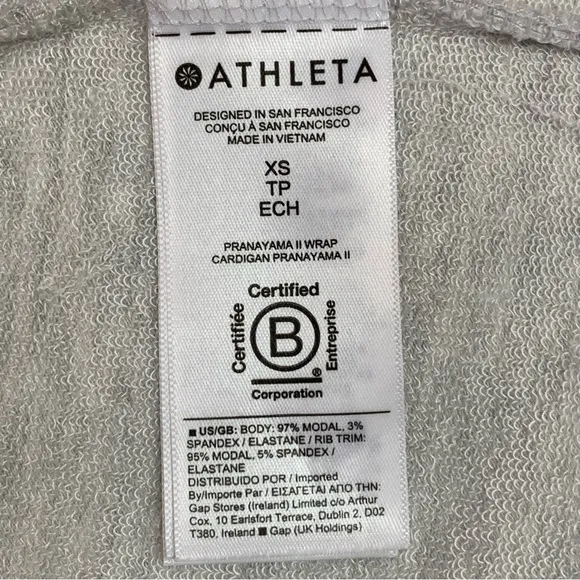 ATHLETA
DESIGNED IN SAN FRANCISCO
CONÇU À SAN FRANCISCO
MADE IN VIETNAM
XS
TP
ECH
PRANAYAMA II WRAP
CARDIGAN PRANAYAMA II
Certified
Certifiée
B
Entreprise
®
Corporation
■ US/GB: BODY: 97% MODAL, 3%
SPANDEX / ELASTANE / RIB TRIM:
95% MODAL, 5% SPANDEX /
ELASTANE
DISTRIBUIDO POR / Imported
By/Importe Par / ΕΙΣΑΓΕΤΑΙ ΑΠΟ ΤΗΝ:
Gap Stores (Ireland) Limited c/o Arthur
Cox, 10 Earlsfort Terrace, Dublin 2, D02
T380, Ireland ■ Gap (UK Holdings)